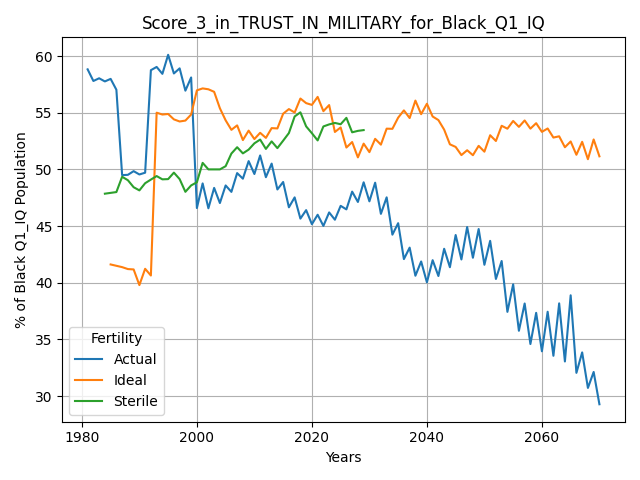 Score_3_in_TRUST_IN_MILITARY_for_Black_Q1_IQ
% of Black Q1_IQ Population
60
55
50
45
40
35
30
Fertility
Actual
Ideal
Sterile
1980 2000 2020 2040 2060
Years